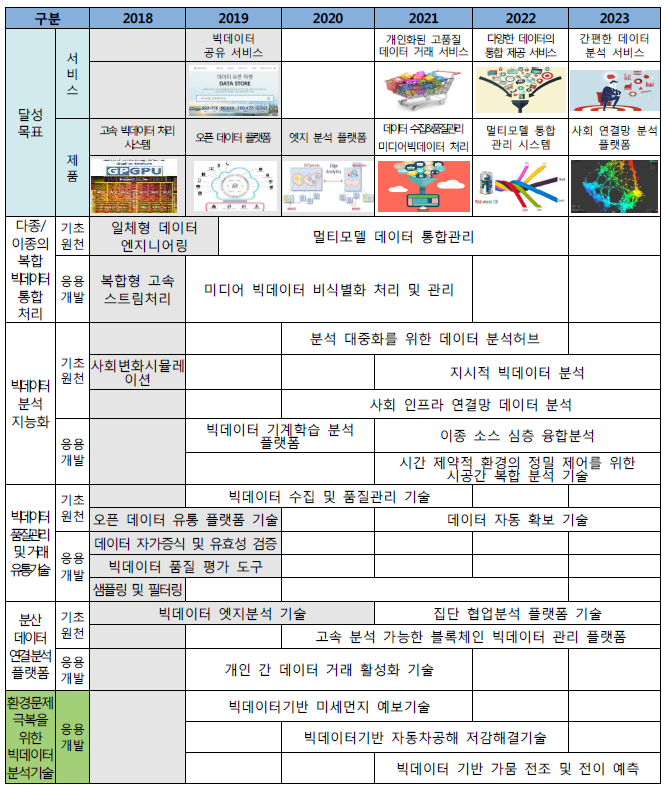 구분 2018 2019 2020 2021 2022 2023
달성
목표
서
비
스
빅데이터
공유 서비스
개인화된 고품질
데이터 거래 서비스
다양한 데이터의
통합 제공 서비스
간편한 데이터
분석 서비스
데이터 오픈 마켓
DATA STORE
제
품
고속 빅데이터 처리
시스템
오픈 데이터 플랫폼
엣지 분석 플랫폼
데이터 수집&품질관리
미디어빅데이터 처리
멀티모델 통합
관리 시스템
사회 연결망 분석
플랫폼
GPGPU
Edge
Analytics
다종/
이종의
복합
빅데이터
통합
처리
기초
원천
일체형 데이터
엔지니어링
멀티모델 데이터 통합관리
응용
개발
복합형 고속
스트림처리
미디어 빅데이터 비식별화 처리 및 관리
빅데이터
분석
지능화
기초
원천
분석 대중화를 위한 데이터 분석허브
사회변화시뮬레
이션
지시적 빅데이터 분석
사회 인프라 연결망 데이터 분석
응용
개발
빅데이터 기계학습 분석
플랫폼
이종 소스 심층 융합분석
시간 제약적 환경의 정밀 제어를 위한
시공간 복합 분석 기술
빅데이터
품질관리
및 거래
유통기술
기초
원천
빅데이터 수집 및 품질관리 기술
오픈 데이터 유통 플랫폼 기술
데이터 자동 확보 기술
응용
개발
데이터 자가증식 및 유효성 검증
빅데이터 품질 평가 도구
샘플링 및 필터링
분산
데이터
연결분석
플랫폼
기초
원천
빅데이터 엣지분석 기술
집단 협업분석 플랫폼 기술
고속 분석 가능한 블록체인 빅데이터 관리 플랫폼
응용
개발
개인 간 데이터 거래 활성화 기술
환경문제
극복을
위한
빅데이터
분석기술
응용
개발
빅데이터기반 미세먼지 예보기술
빅데이터기반 자동차공해 저감해결기술
빅데이터 기반 가뭄 전조 및 전이 예측